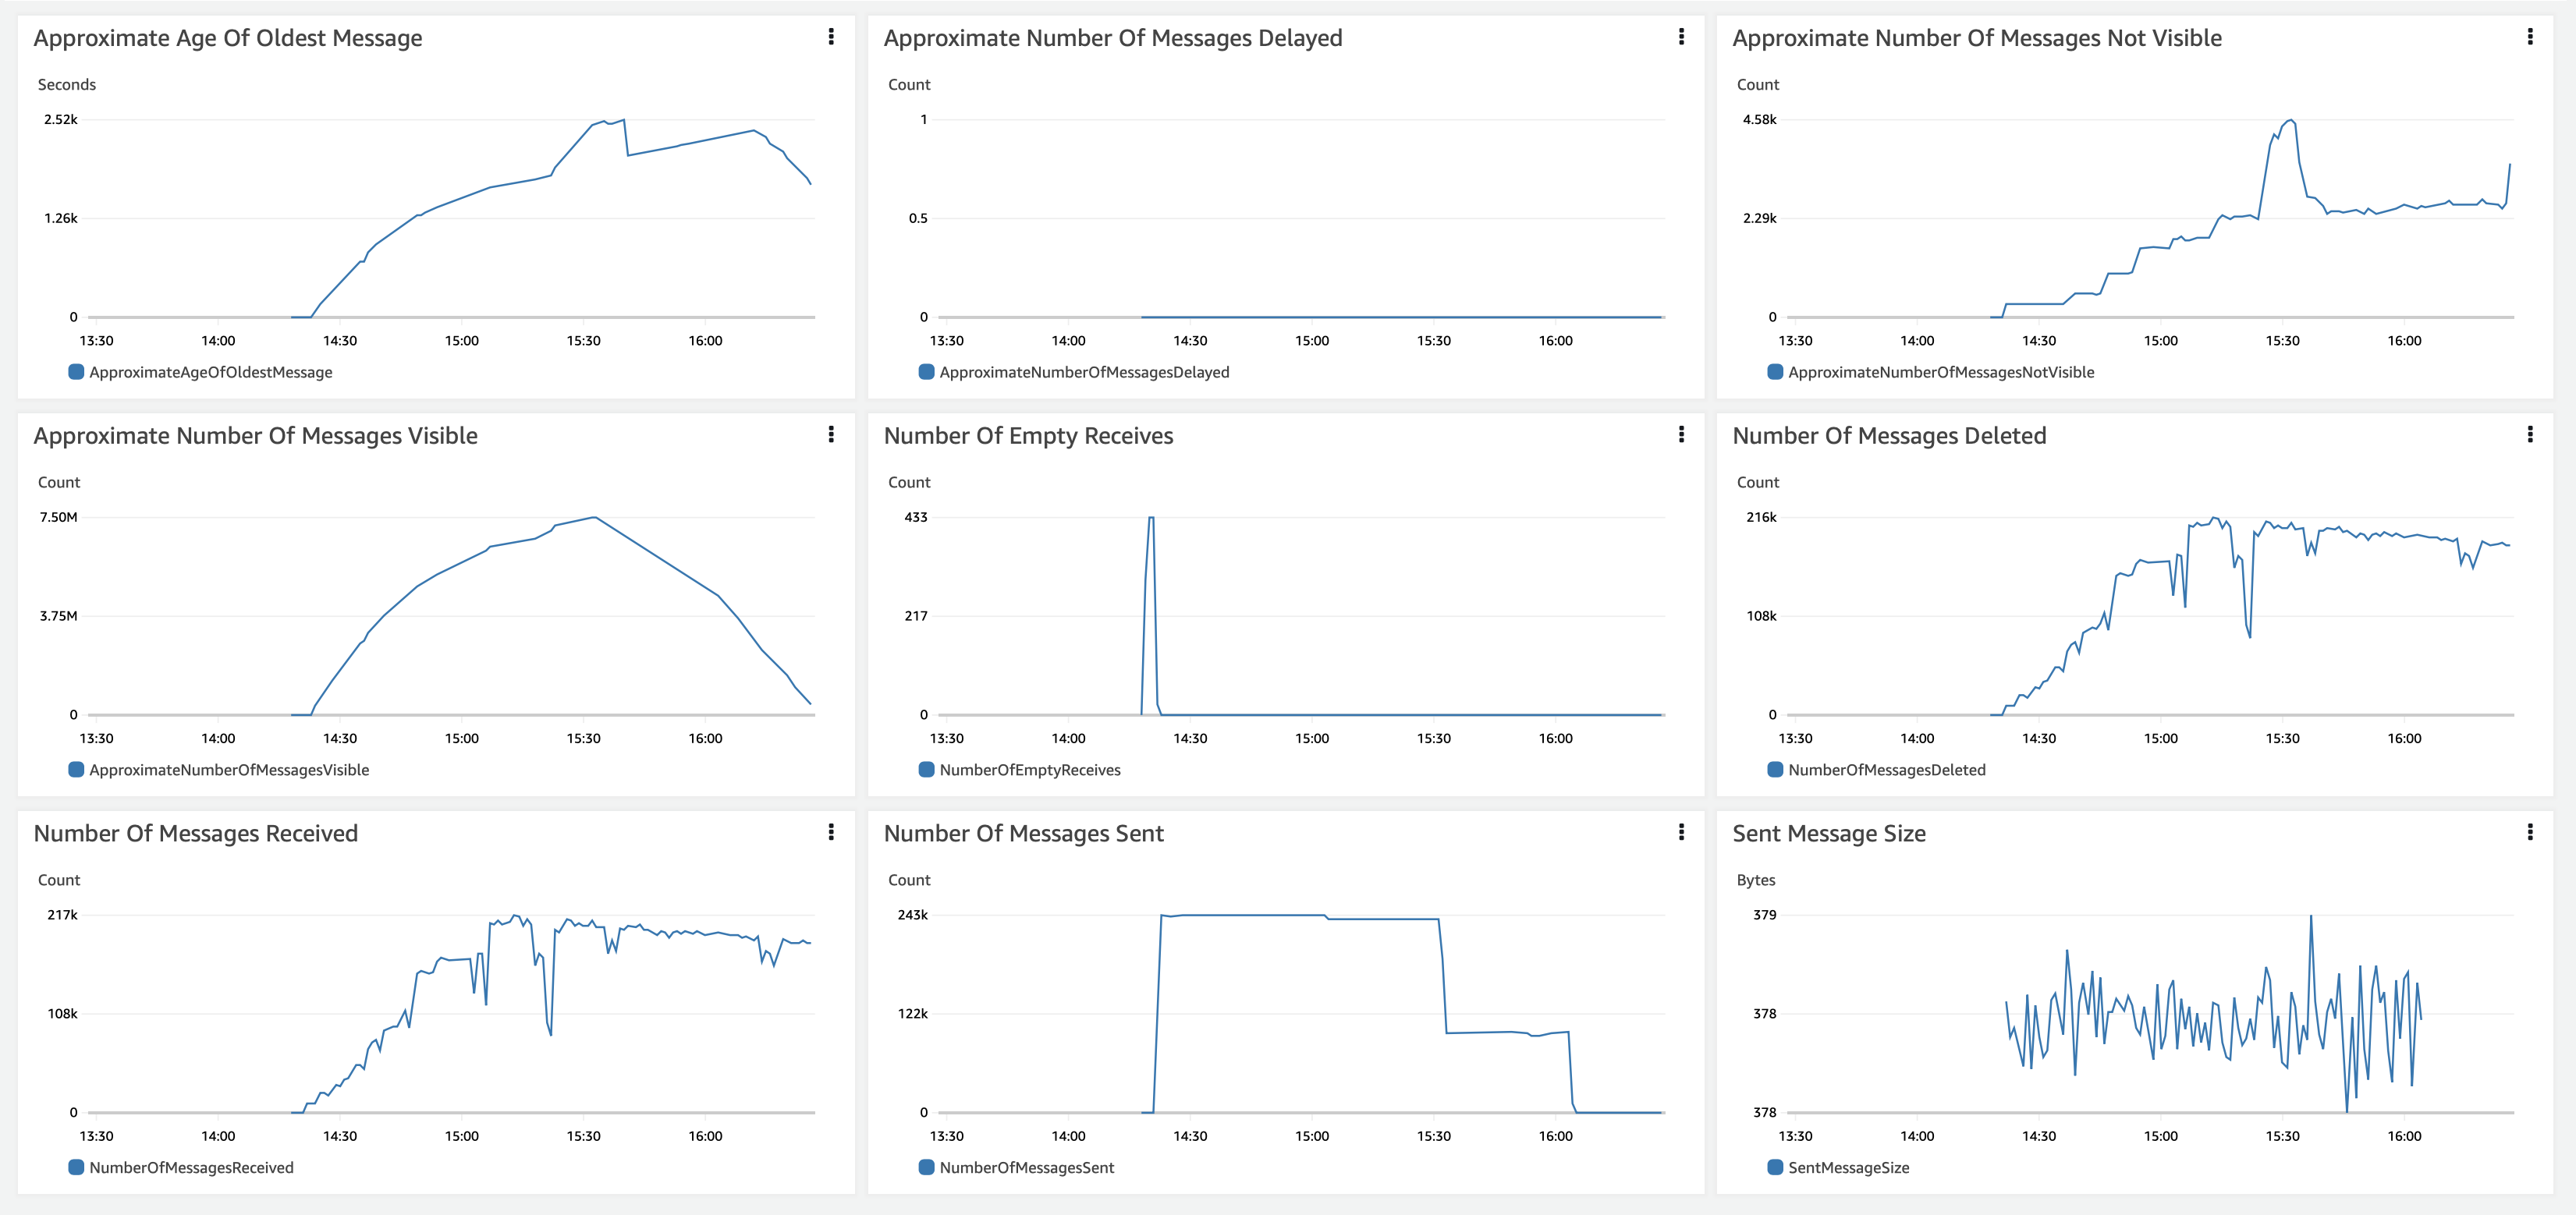 Approximate Age Of Oldest Message
Seconds
2.52k
1.26k
0
13:30 14:00 14:30 15:00 15:30 16:00
ApproximateAgeOfOldestMessage
Approximate Number Of Messages Delayed
Count
1
0.5
0
13:30 14:00 14:30 15:00 15:30 16:00
ApproximateNumberOfMessagesDelayed
Approximate Number Of Messages Not Visible
Count
4.58k
2.29k
0
13:30 14:00 14:30 15:00 15:30 16:00
ApproximateNumberOfMessagesNotVisible
Approximate Number Of Messages Visible
Count
7.50M
3.75M
0
13:30 14:00 14:30 15:00 15:30 16:00
ApproximateNumberOfMessagesVisible
Number Of Empty Receives
Count
433
217
0
13:30 14:00 14:30 15:00 15:30 16:00
NumberOfEmptyReceives
Number Of Messages Deleted
Count
216k
108k
0
13:30 14:00 14:30 15:00 15:30 16:00
NumberOfMessagesDeleted
Number Of Messages Received
Count
217k
108k
0
13:30 14:00 14:30 15:00 15:30 16:00
NumberOfMessagesReceived
Number Of Messages Sent
Count
243k
122k
0
13:30 14:00 14:30 15:00 15:30 16:00
NumberOfMessagesSent
Sent Message Size
Bytes
379
378
378
13:30 14:00 14:30 15:00 15:30 16:00
SentMessageSize